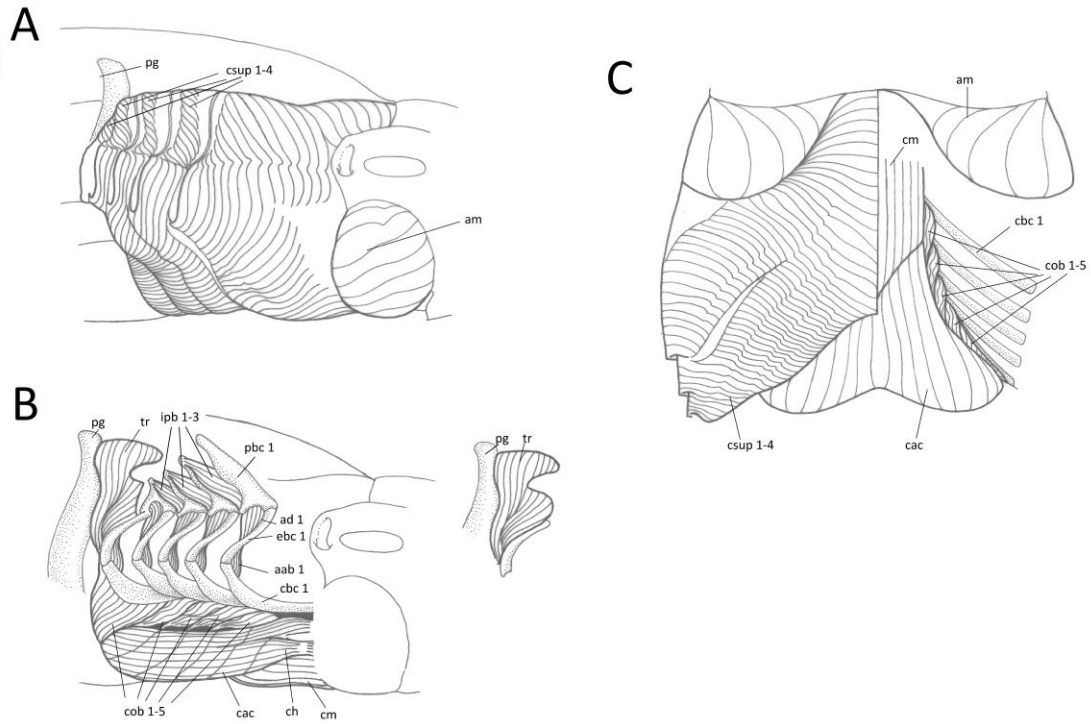 A
pg
csup 1-4
am
B
pg
tr
ipb 1-3
pbc 1
ad 1
ebc 1
aab 1
cbc 1
cob 1-5
cac
ch
cm
pg
tr
C
am
cm
cbc 1
cob 1-5
csup 1-4
cac